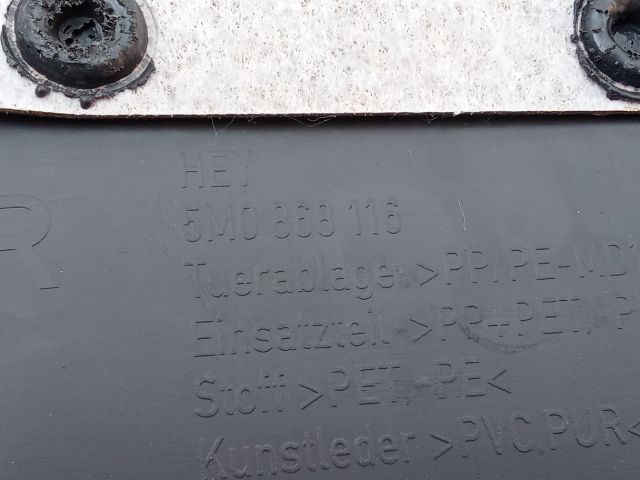 HEY
5M0 868 116
R
Tuerablage >PP/PE-MD
Einsatzteil >PP+PET, P
Stoff >PET, PE<
Kunstleder >PVC,PUR<